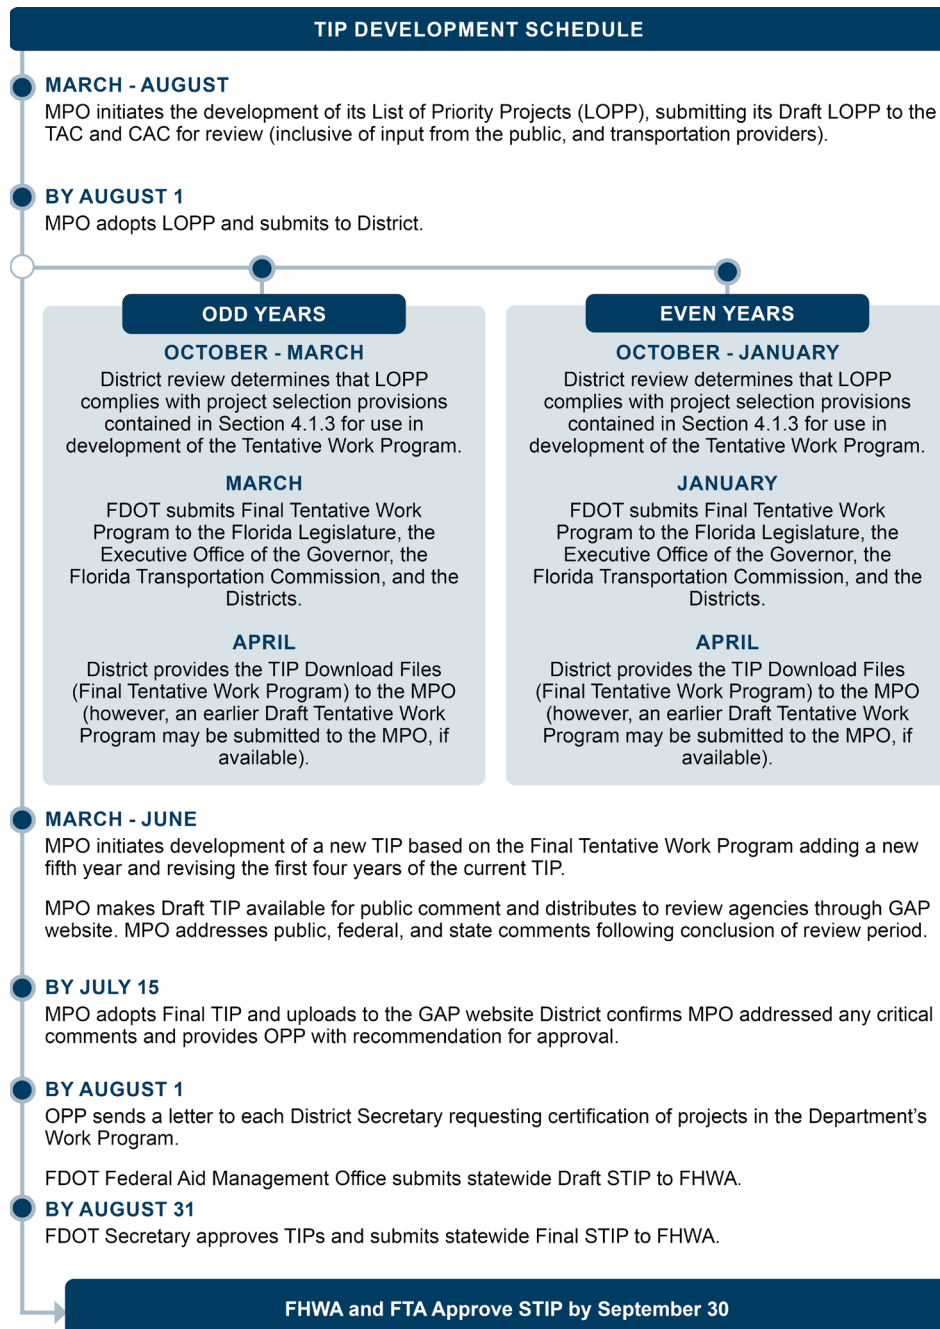 TIP DEVELOPMENT SCHEDULE
MARCH - AUGUST
MPO initiates the development of its List of Priority Projects (LOPP), submitting its Draft LOPP to the
TAC and CAC for review (inclusive of input from the public, and transportation providers).
BY AUGUST 1
MPO adopts LOPP and submits to District.
ODD YEARS
OCTOBER - MARCH
District review determines that LOPP
complies with project selection provisions
contained in Section 4.1.3 for use in
development of the Tentative Work Program.
MARCH
FDOT submits Final Tentative Work
Program to the Florida Legislature, the
Executive Office of the Governor, the
Florida Transportation Commission, and the
Districts.
APRIL
District provides the TIP Download Files
(Final Tentative Work Program) to the MPO
(however, an earlier Draft Tentative Work
Program may be submitted to the MPO, if
available).
EVEN YEARS
OCTOBER - JANUARY
District review determines that LOPP
complies with project selection provisions
contained in Section 4.1.3 for use in
development of the Tentative Work Program.
JANUARY
FDOT submits Final Tentative Work
Program to the Florida Legislature, the
Executive Office of the Governor, the
Florida Transportation Commission, and the
Districts.
APRIL
District provides the TIP Download Files
(Final Tentative Work Program) to the MPO
(however, an earlier Draft Tentative Work
Program may be submitted to the MPO, if
available).
MARCH - JUNE
MPO initiates development of a new TIP based on the Final Tentative Work Program adding a new
fifth year and revising the first four years of the current TIP.
MPO makes Draft TIP available for public comment and distributes to review agencies through GAP
website. MPO addresses public, federal, and state comments following conclusion of review period.
BY JULY 15
MPO adopts Final TIP and uploads to the GAP website District confirms MPO addressed any critical
comments and provides OPP with recommendation for approval.
BY AUGUST 1
OPP sends a letter to each District Secretary requesting certification of projects in the Department’s
Work Program.
FDOT Federal Aid Management Office submits statewide Draft STIP to FHWA.
BY AUGUST 31
FDOT Secretary approves TIPs and submits statewide Final STIP to FHWA.
FHWA and FTA Approve STIP by September 30